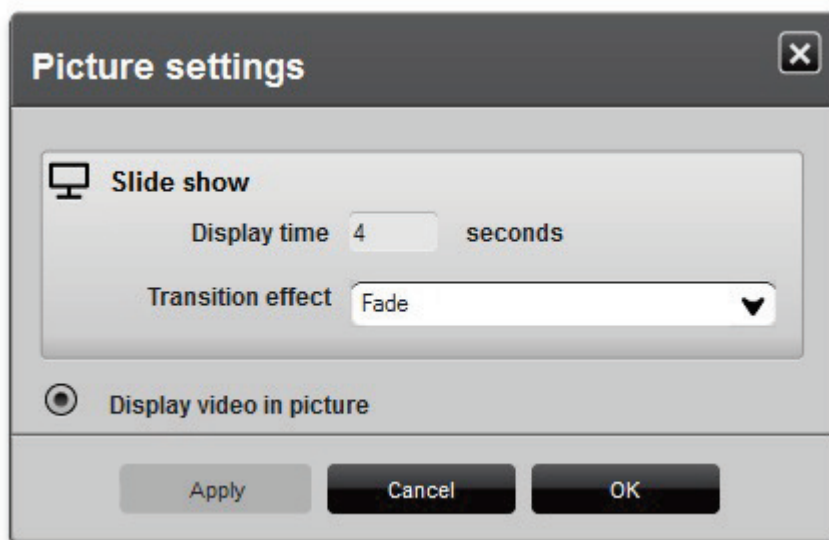 Picture settings
Slide show
Display time 4 seconds
Transition effect Fade
Display video in picture
Apply Cancel OK